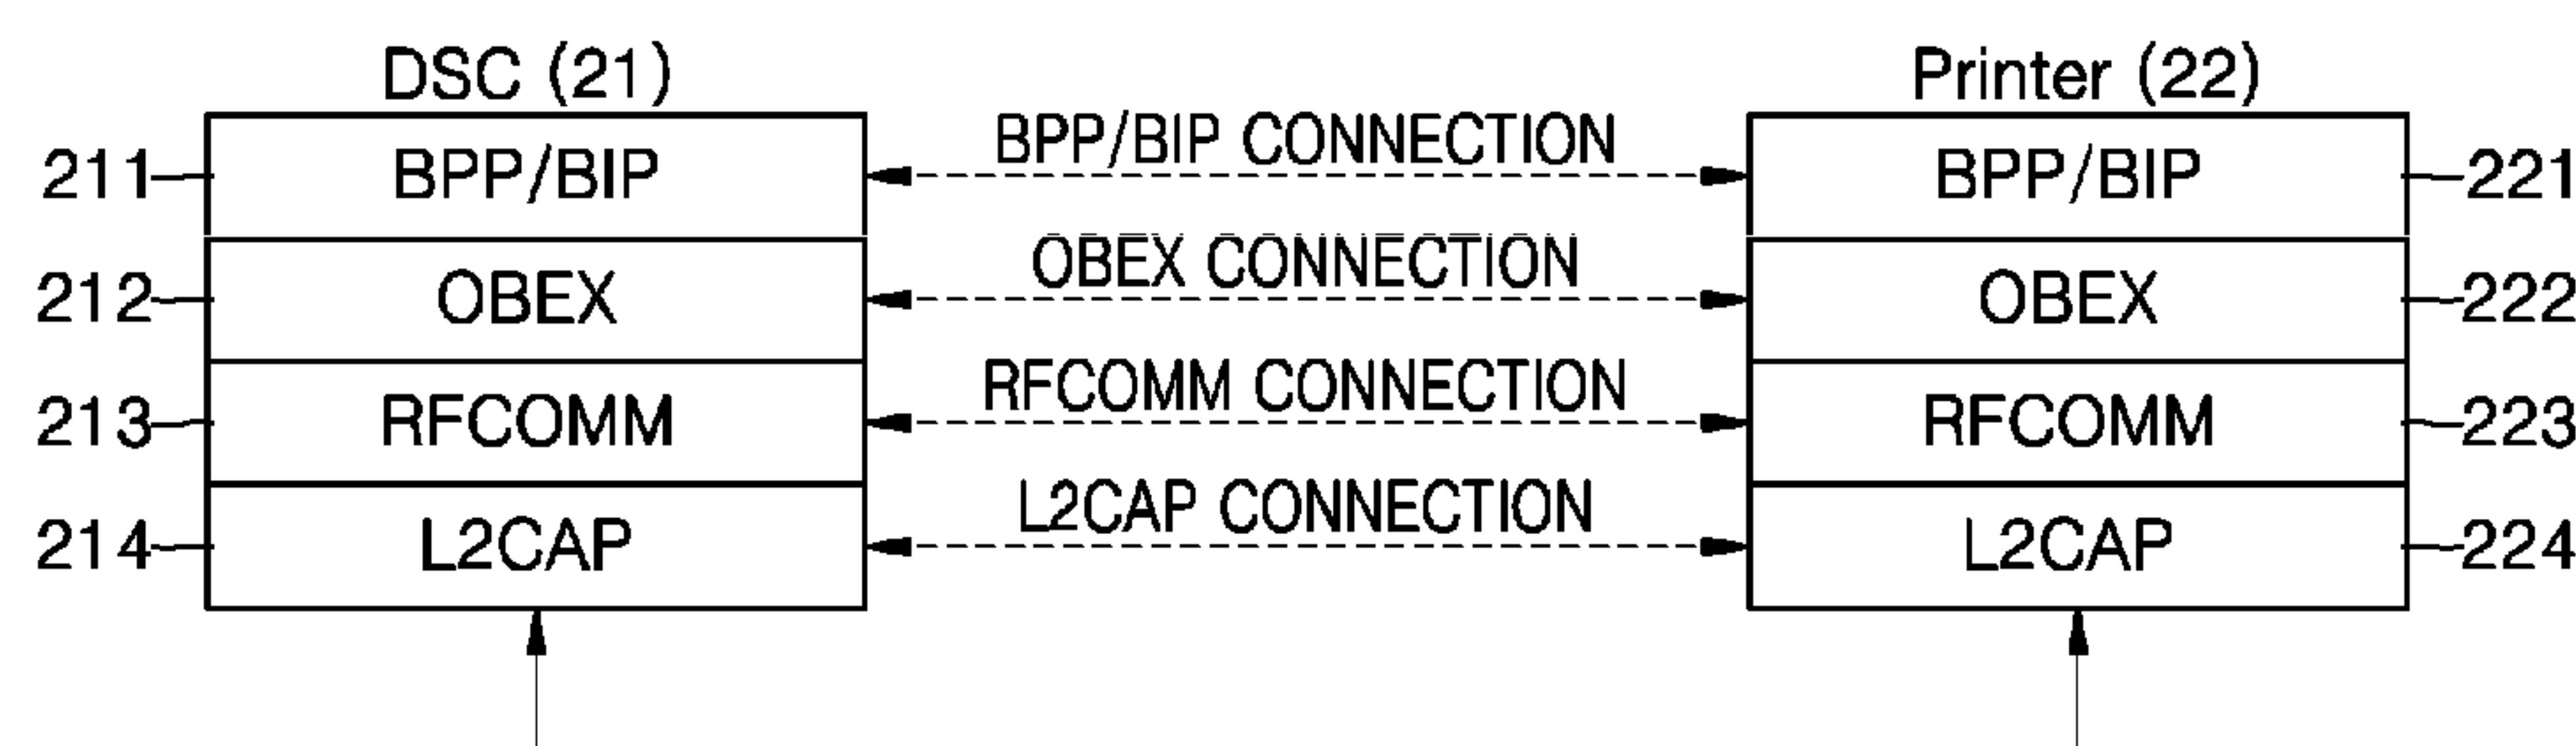 DSC (21) Printer (22)
BPP/BIP CONNECTION
211 BPP/BIP BPP/BIP 221
OBEX CONNECTION
212 OBEX OBEX 222
RFCOMM CONNECTION
213 RFCOMM RFCOMM 223
L2CAP CONNECTION
214 L2CAP L2CAP 224